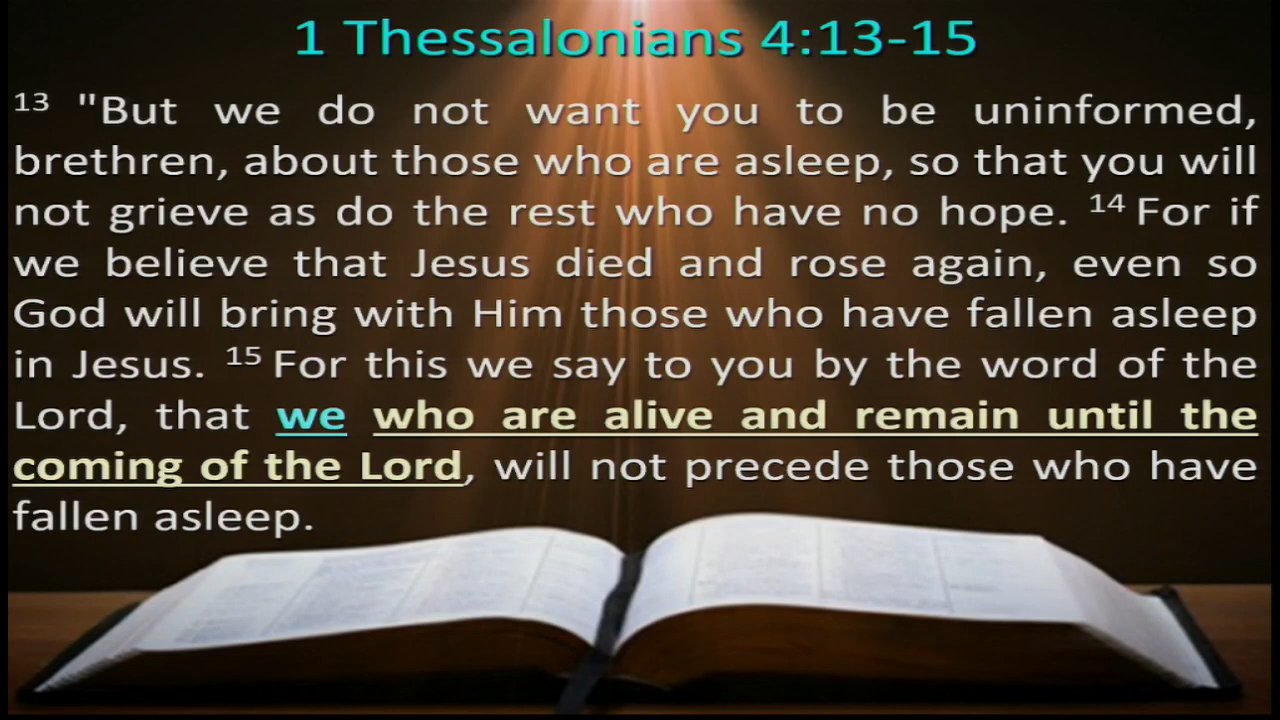 1 Thessalonians 4:13-15
13 "But we do not want you to be uninformed,
brethren, about those who are asleep, so that you will
not grieve as do the rest who have no hope. 14 For if
we believe that Jesus died and rose again, even so
God will bring with Him those who have fallen asleep
in Jesus. 15 For this we say to you by the word of the
Lord, that we who are alive and remain until the
coming of the Lord, will not precede those who have
fallen asleep.